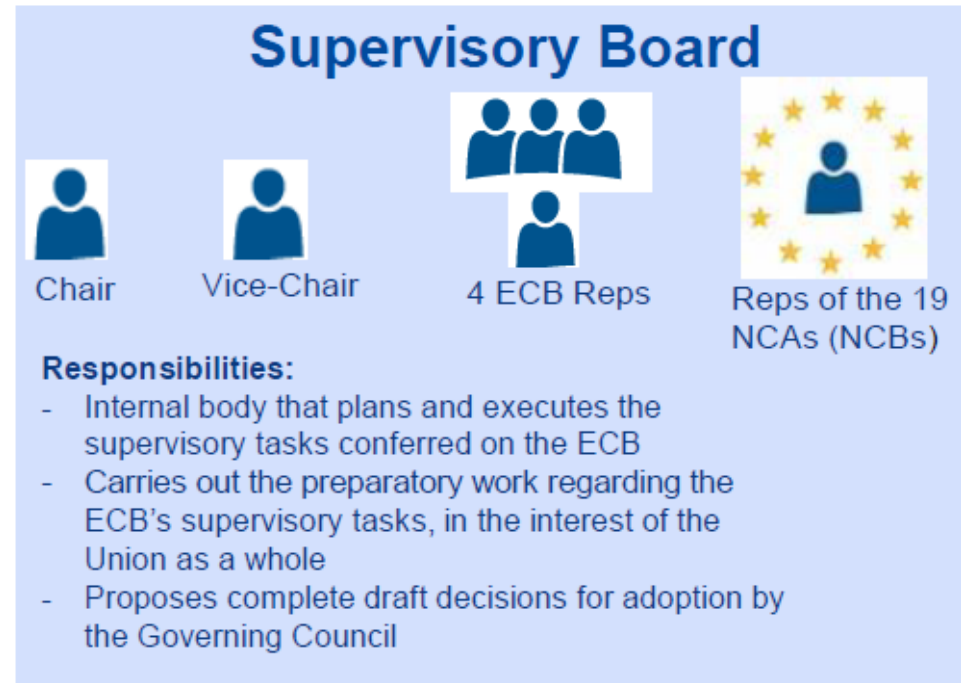 Supervisory Board
Chair
Vice-Chair
4 ECB Reps
Reps of the 19
NCAs (NCBs)
Responsibilities:
- Internal body that plans and executes the
supervisory tasks conferred on the ECB
- Carries out the preparatory work regarding the
ECB's supervisory tasks, in the interest of the
Union as a whole
- Proposes complete draft decisions for adoption by
the Governing Council